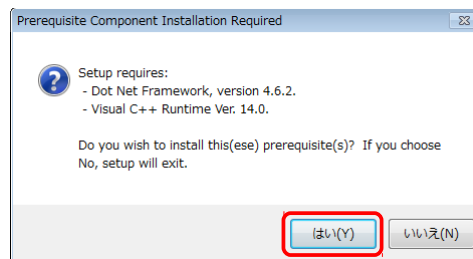 Prerequisite Component Installation Required
Setup requires:
- Dot Net Framework, version 4.6.2.
- Visual C++ Runtime Ver. 14.0.
Do you wish to install this(ese) prerequisite(s)? If you choose
No, setup will exit.
はい(Y)
いいえ(N)